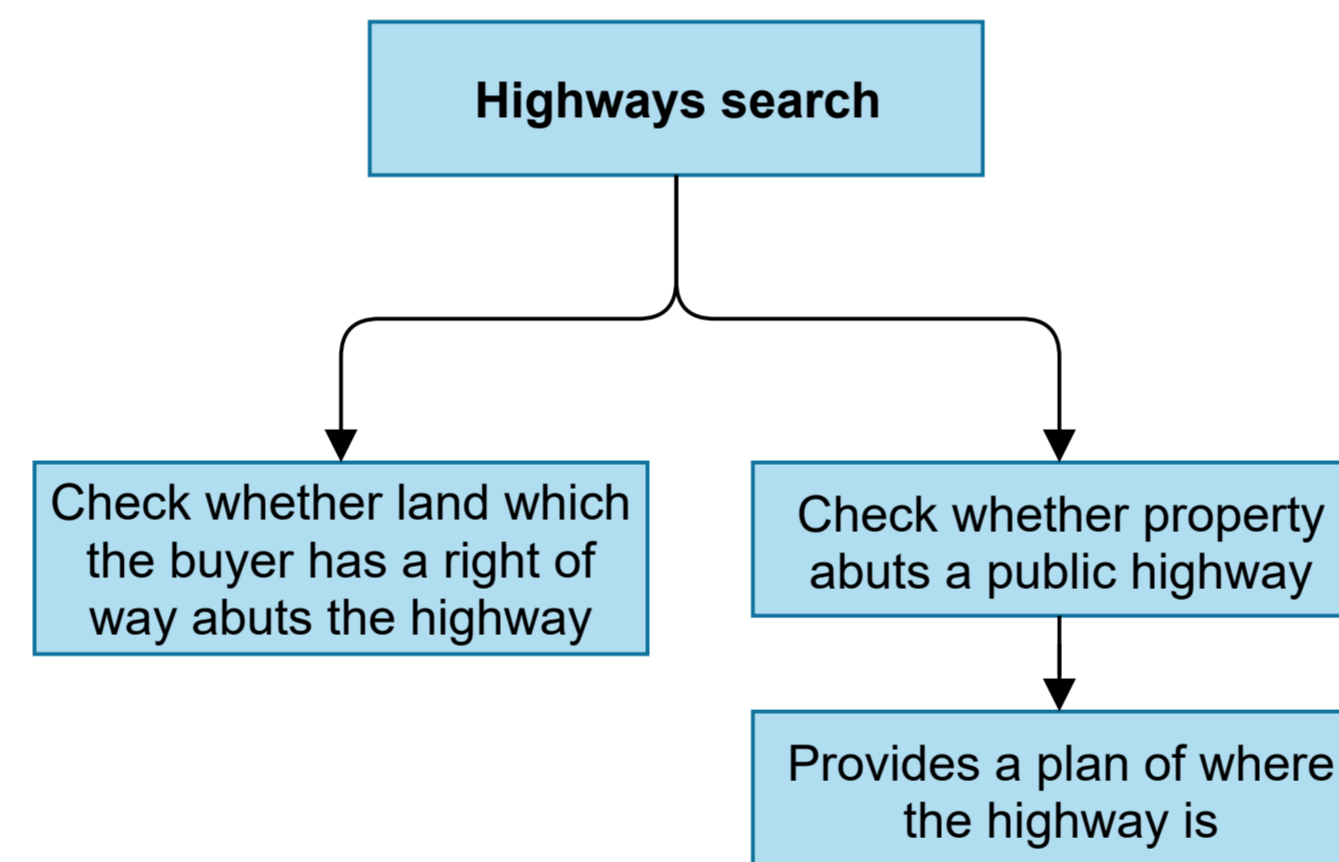 Highways search
Check whether land which
the buyer has a right of
way abuts the highway
Check whether property
abuts a public highway
Provides a plan of where
the highway is